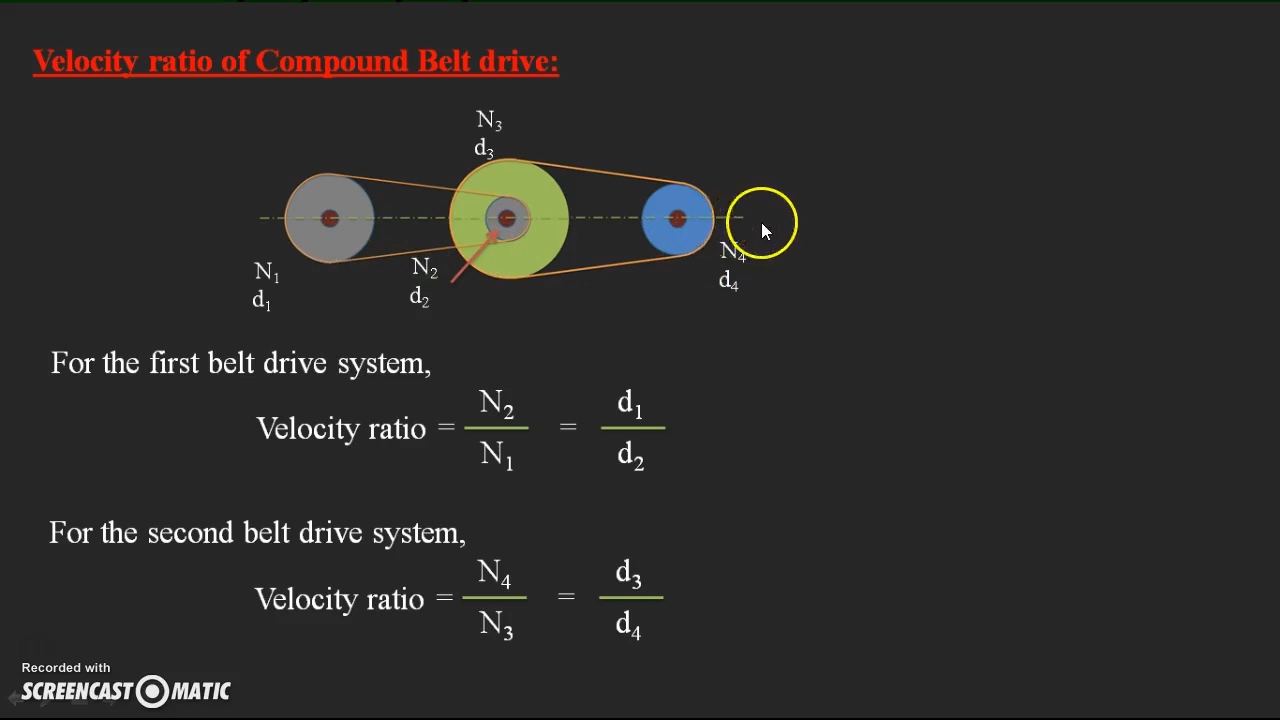 Velocity ratio of Compound Belt drive:
N₃
d₃
N₁
d₁
N₂
d₂
N₄
d₄
For the first belt drive system,
Velocity ratio = N₂/N₁ = d₁/d₂
For the second belt drive system,
Velocity ratio = N₄/N₃ = d₃/d₄
Recorded with
SCREENCAST-O-MATIC